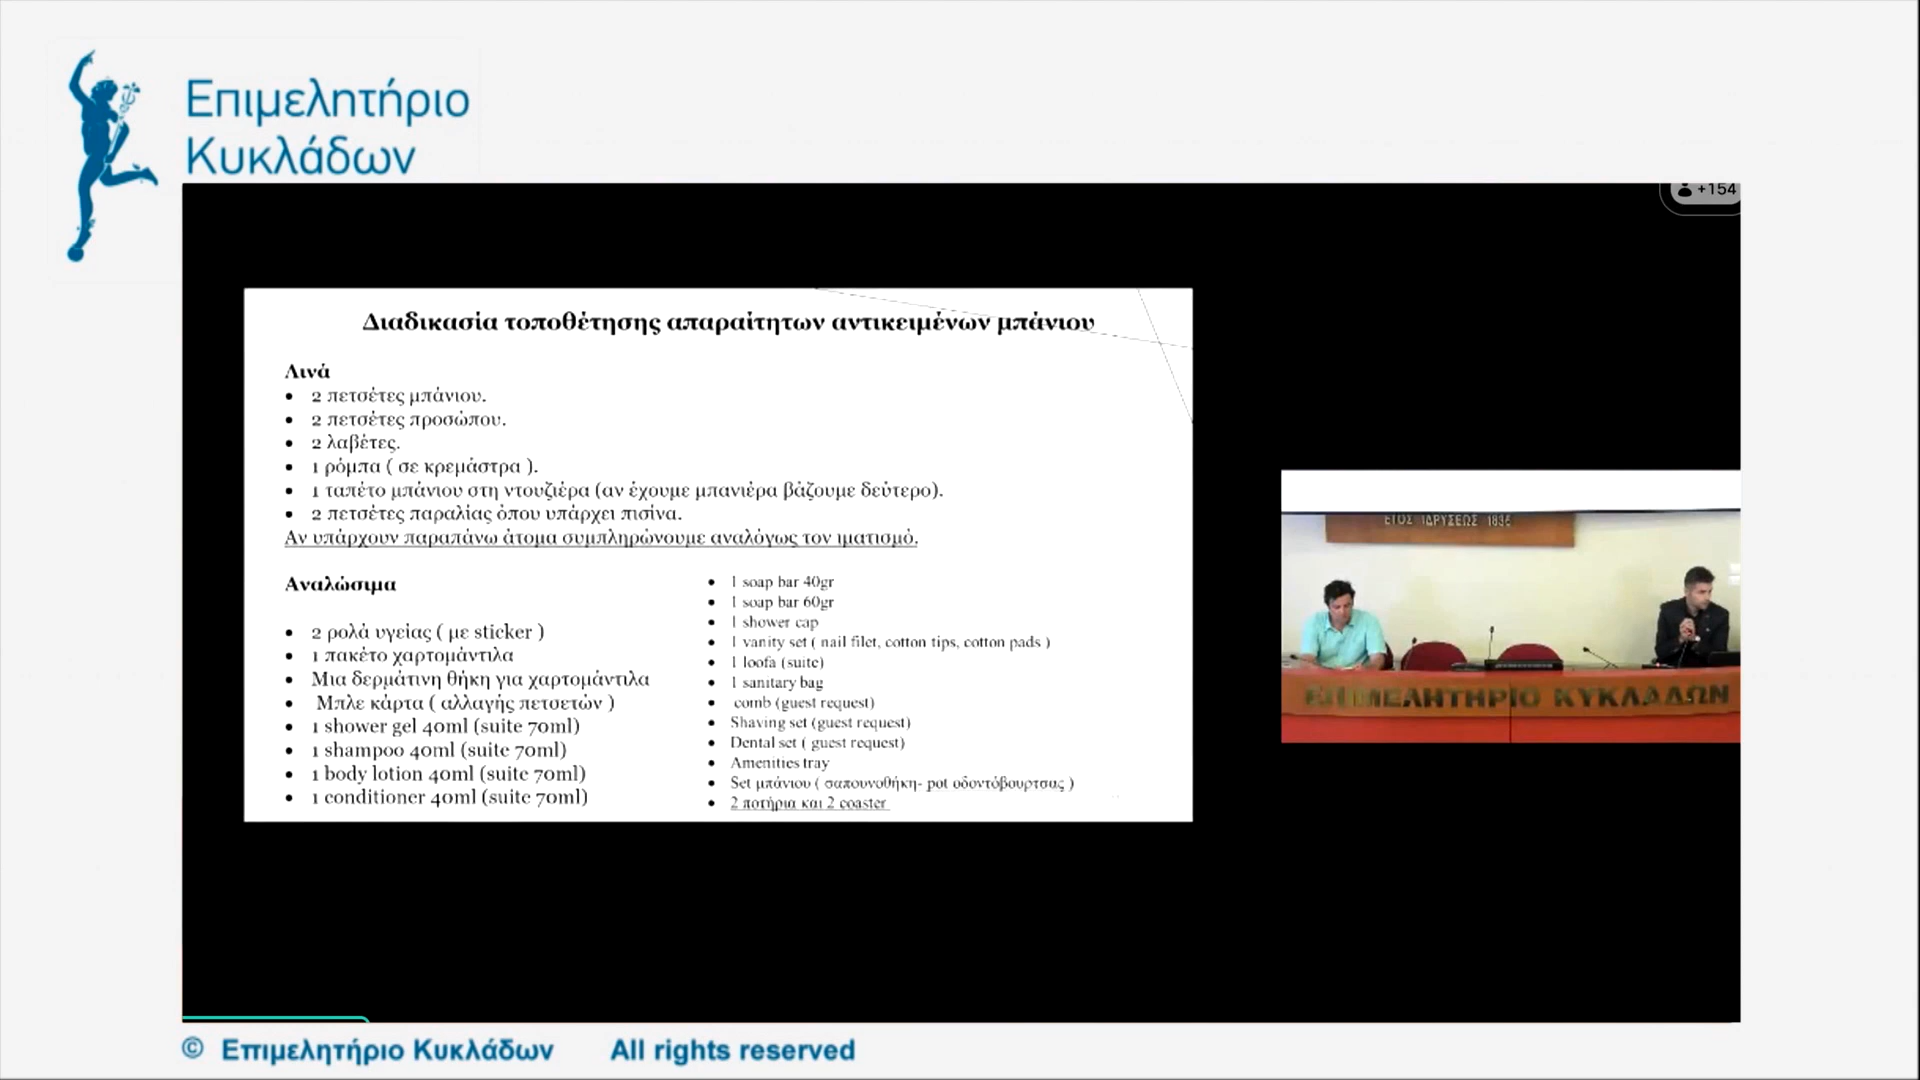 Επιμελητήριο
Κυκλάδων
+154
Διαδικασία τοποθέτησης απαραίτητων αντικειμένων μπάνιου
Λινά
• 2 πετσέτες μπάνιου.
• 2 πετσέτες προσώπου.
• 2 λαβέτες.
• 1 ρόμπα ( σε κρεμάστρα ).
• 1 ταπέτο μπάνιου στη ντουζιέρα (αν έχουμε μπανιέρα βάζουμε δεύτερο).
• 2 πετσέτες παραλίας όπου υπάρχει πισίνα.
Αν υπάρχουν παραπάνω άτομα συμπληρώνουμε αναλόγως τον ιματισμό.
Αναλώσιμα
• 2 ρολά υγείας ( με sticker )
• 1 πακέτο χαρτομάντιλα
• Μια δερμάτινη θήκη για χαρτομάντιλα
• Μπλε κάρτα ( αλλαγής πετσετών )
• 1 shower gel 40ml (suite 70ml)
• 1 shampoo 40ml (suite 70ml)
• 1 body lotion 40ml (suite 70ml)
• 1 conditioner 40ml (suite 70ml)
• 1 soap bar 40gr
• 1 soap bar 60gr
• 1 shower cap
• 1 vanity set ( nail filet, cotton tips, cotton pads )
• 1 loofa (suite)
• 1 sanitary bag
• comb (guest request)
• Shaving set (guest request)
• Dental set ( guest request)
• Amenities tray
• Set μπάνιου ( σαπουνοθήκη- pot οδοντόβουρτσας )
• 2 ποτήρια και 2 coaster
ΕΤΟΣ ΙΔΡΥΣΕΩΣ 1836
ΕΠΙΜΕΛΗΤΗΡΙΟ ΚΥΚΛΑΔΩΝ
© Επιμελητήριο Κυκλάδων All rights reserved